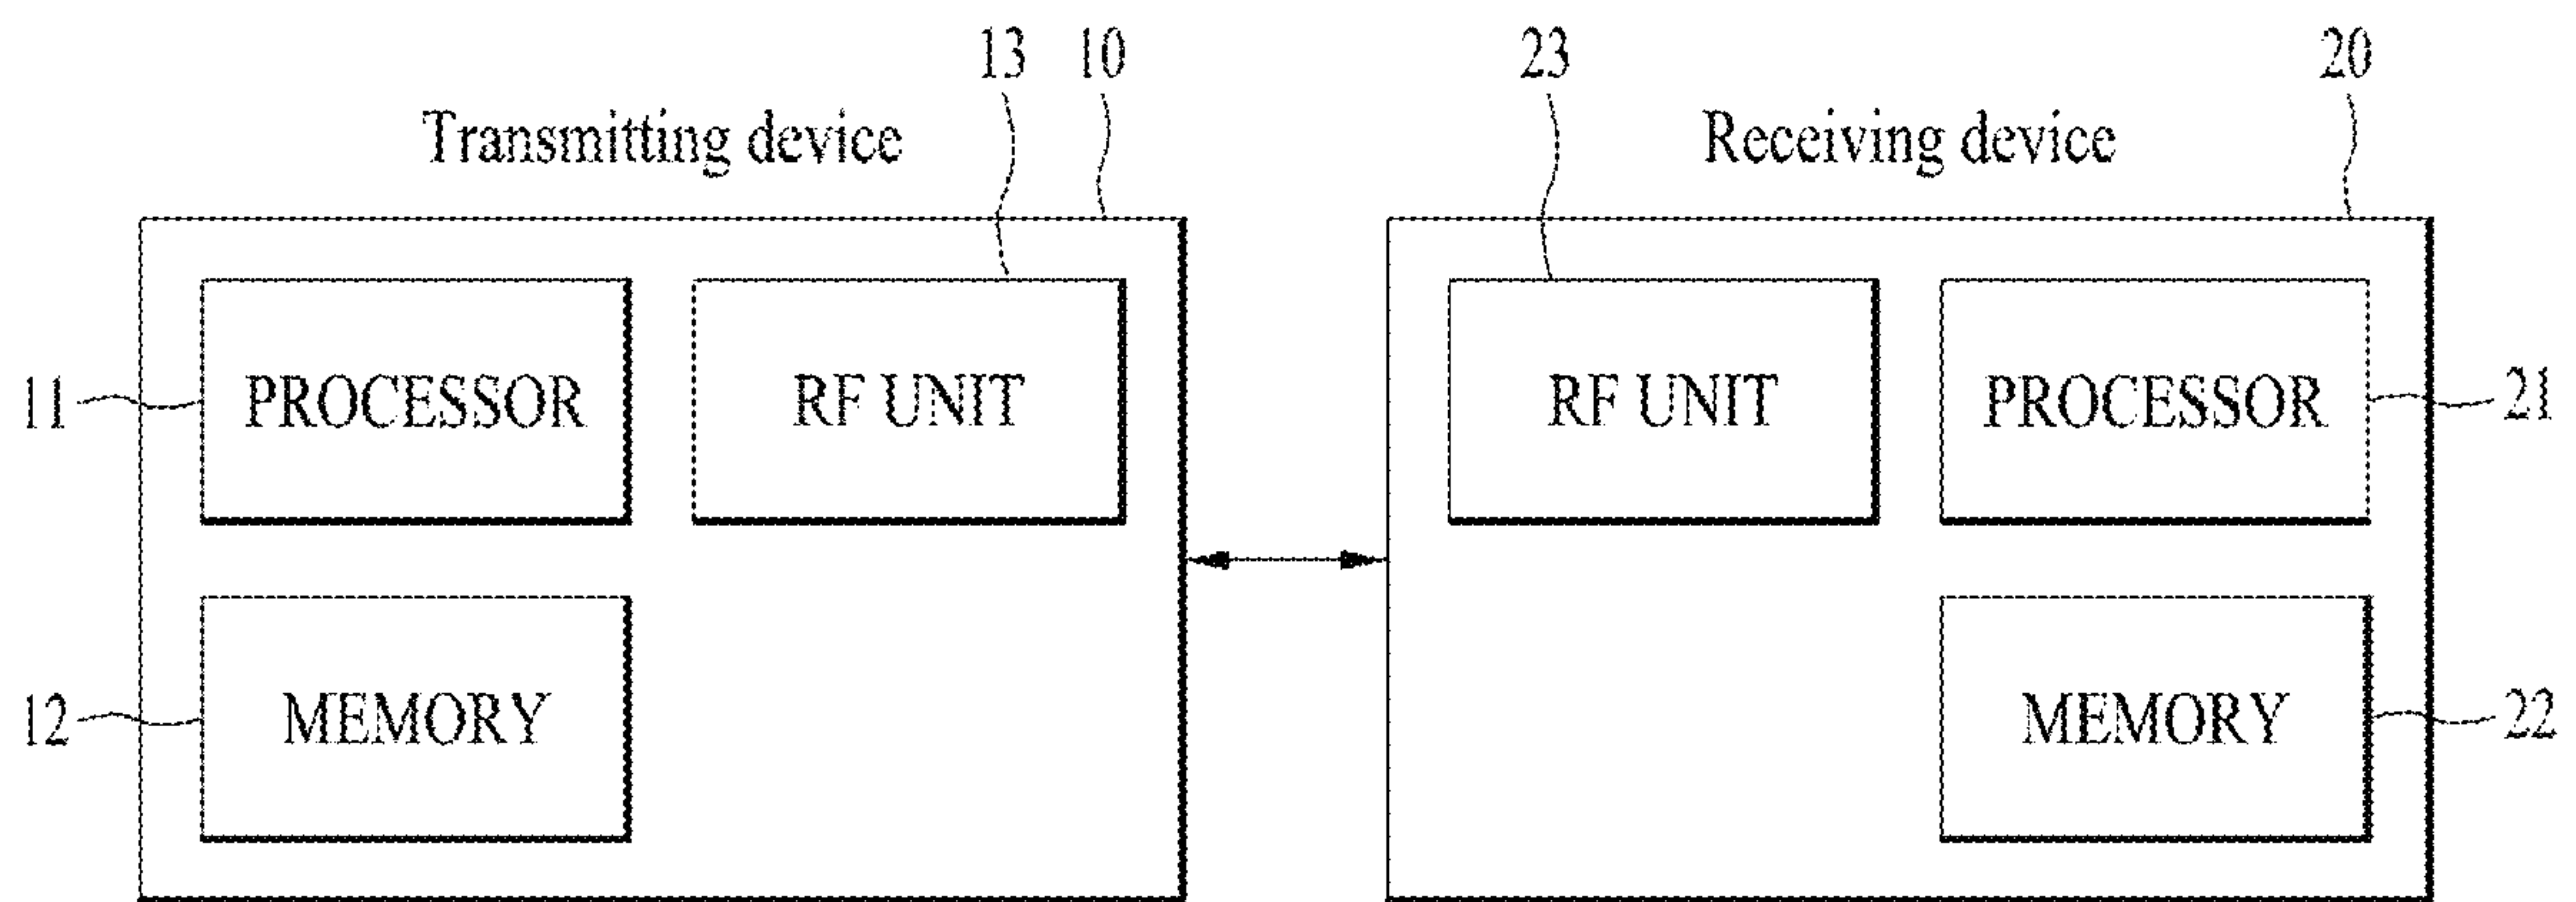 13 10 23 20
Transmitting device Receiving device
11 PROCESSOR RF UNIT RF UNIT PROCESSOR 21
12 MEMORY MEMORY 22